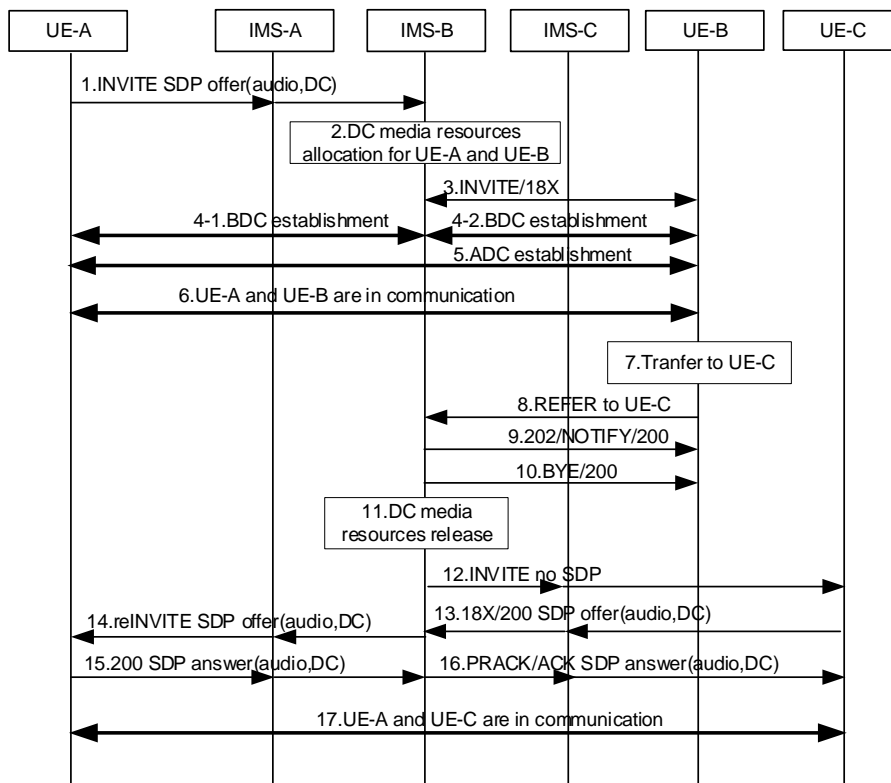 UE-A IMS-A IMS-B IMS-C UE-B UE-C
1.INVITE SDP offer(audio,DC)
2.DC media resources
allocation for UE-A and UE-B
3.INVITE/18X
4-1.BDC establishment 4-2.BDC establishment
5.ADC establishment
6.UE-A and UE-B are in communication
7.Tranfer to UE-C
8.REFER to UE-C
9.202/NOTIFY/200
10.BYE/200
11.DC media
resources release
12.INVITE no SDP
14.reINVITE SDP offer(audio,DC) 13.18X/200 SDP offer(audio,DC)
15.200 SDP answer(audio,DC) 16.PRACK/ACK SDP answer(audio,DC)
17.UE-A and UE-C are in communication